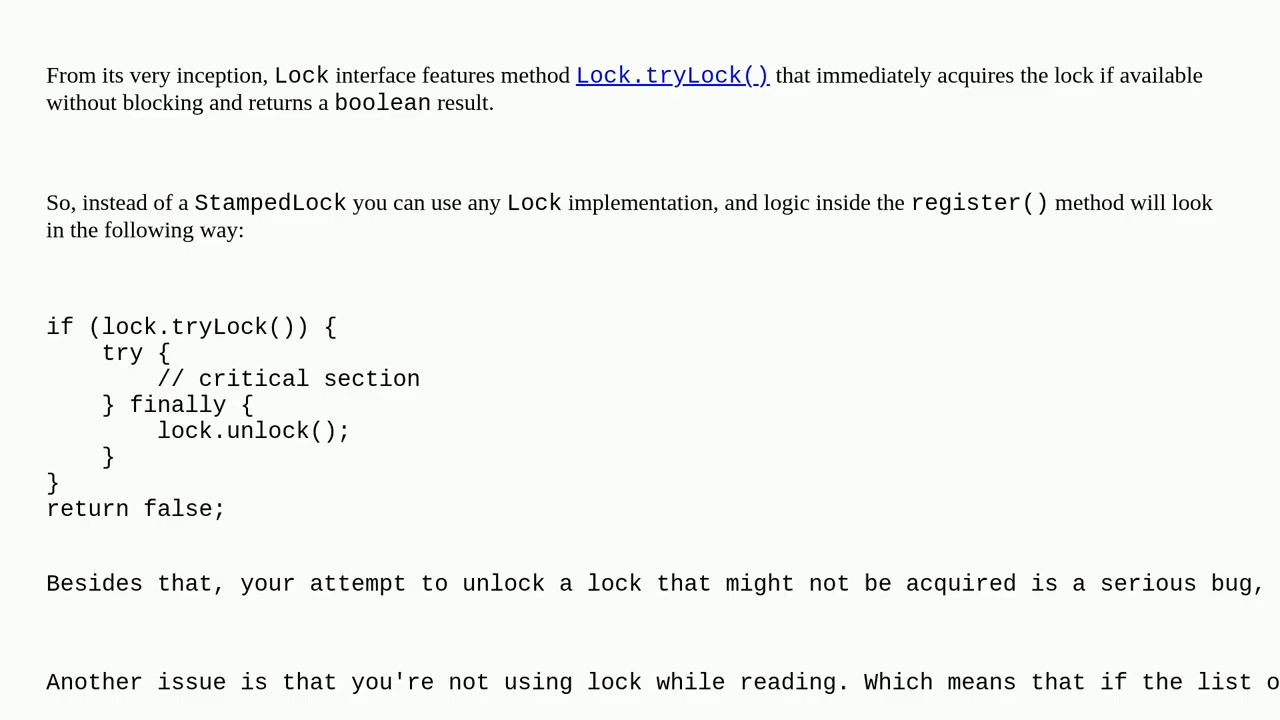 From its very inception, Lock interface features method Lock.tryLock() that immediately acquires the lock if available
without blocking and returns a boolean result.
So, instead of a StampedLock you can use any Lock implementation, and logic inside the register() method will look
in the following way:
if (lock.tryLock()) {
    try {
        // critical section
    } finally {
        lock.unlock();
    }
}
return false;
Besides that, your attempt to unlock a lock that might not be acquired is a serious bug,
Another issue is that you're not using lock while reading. Which means that if the list